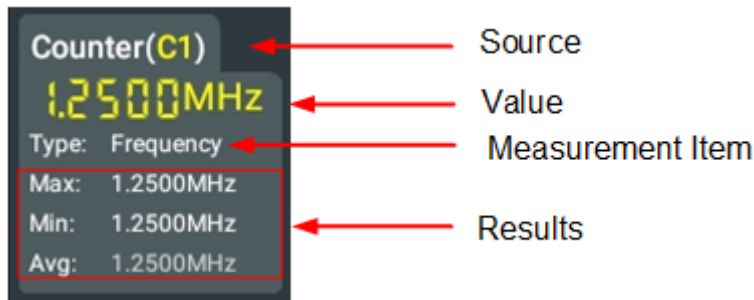 Counter(C1)
Source
1.2500MHz
Value
Type: Frequency
Measurement Item
Max: 1.2500MHz
Min: 1.2500MHz
Results
Avg: 1.2500MHz